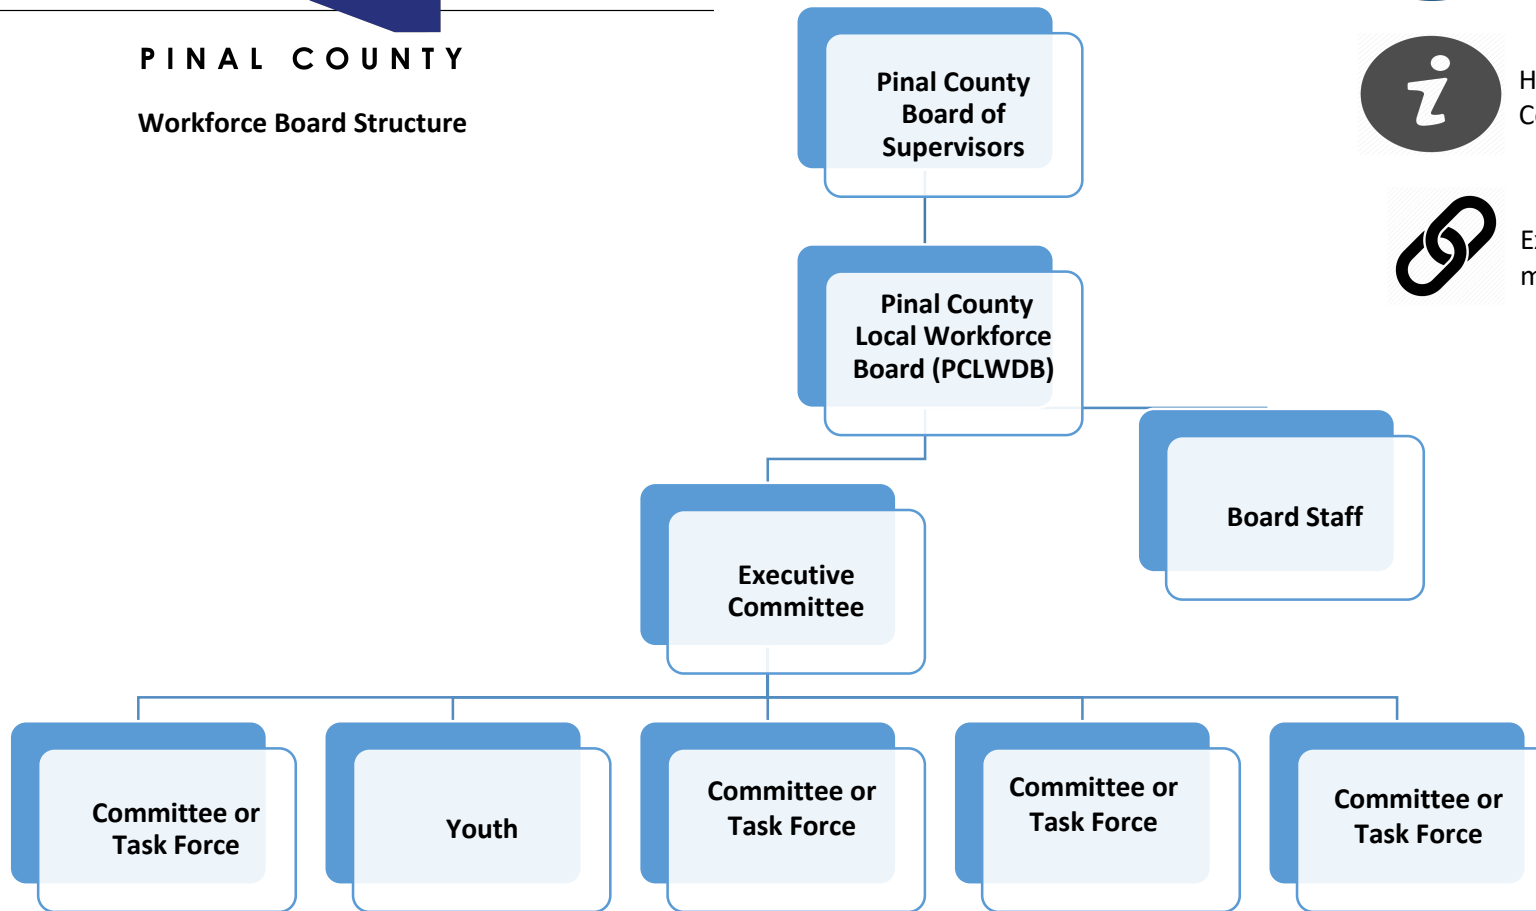 PINAL COUNTY
Workforce Board Structure
Pinal County
Board of
Supervisors
Pinal County
Local Workforce
Board (PCLWDB)
Board Staff
Executive
Committee
Committee or
Task Force
Youth
Committee or
Task Force
Committee or
Task Force
Committee or
Task Force